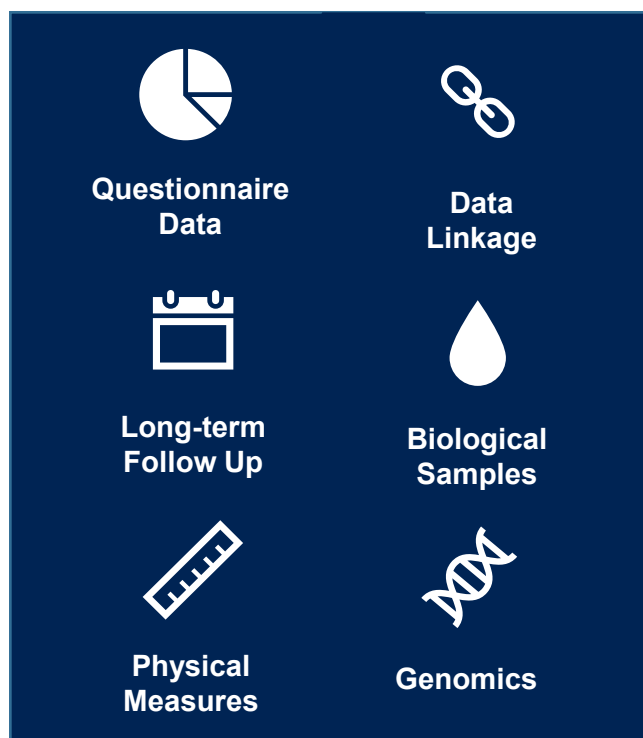 Questionnaire
Data
Data
Linkage
Long-term
Follow Up
Biological
Samples
Physical
Measures
Genomics